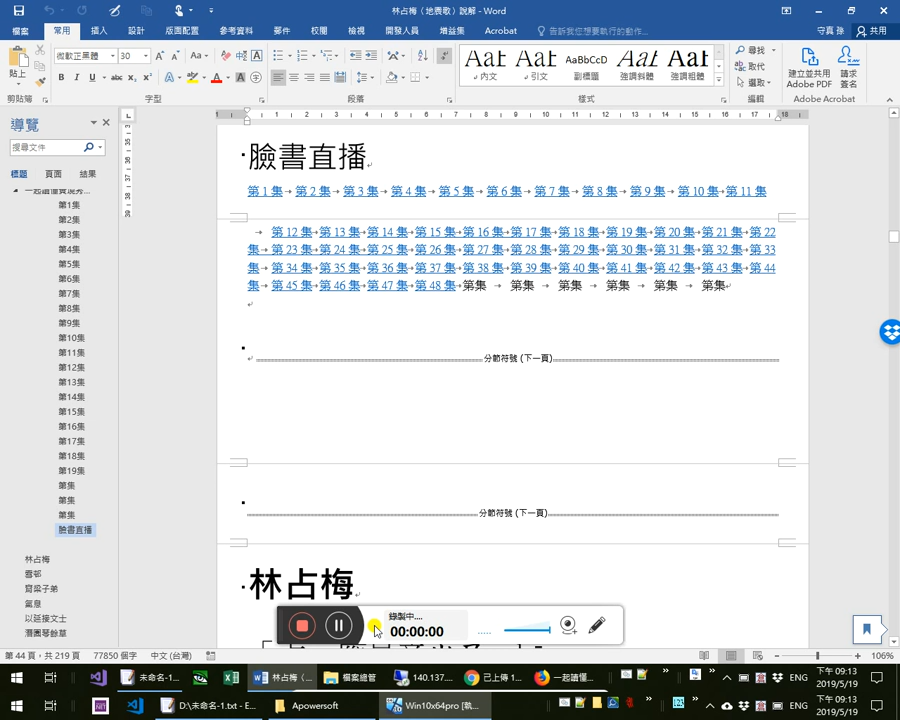 林占梅（地震歌）說解 - Word
檔案 常用 插入 設計 版面配置 參考資料 郵件 校閱 檢視 開發人員 增益集 Acrobat 告訴我您想要執行的動作... 共用
微軟正黑體 30
貼上
AaBbCcD
內文 引文 副標題 強調斜體 強調粗體
尋找
取代
選取
建立並共用 Adobe PDF
請求簽名
剪貼簿 字型 段落 樣式 編輯 Adobe Acrobat
導覽
搜尋文件
標題 頁面 結果
第1集
第2集
第3集
第4集
第5集
第6集
第7集
第8集
第9集
第10集
第11集
第12集
第13集
第14集
第15集
第16集
第17集
第18集
第19集
第集
第集
第集
臉書直播
林占梅
以延接文士
潛園琴餘草
臉書直播
第 1 集→ 第 2 集→ 第 3 集→ 第 4 集→ 第 5 集→ 第 6 集→ 第 7 集→ 第 8 集→ 第 9 集→ 第 10 集→第 11 集
→ 第 12 集→第 13 集→第 14 集→第 15 集→第 16 集→第 17 集→第 18 集→第 19 集→第 20 集→第 21 集→第 22
集→ 第 23 集→第 24 集→第 25 集→第 26 集→第 27 集→第 28 集→第 29 集→第 30 集→第 31 集→第 32 集→第 33
集→ 第 34 集→第 35 集→第 36 集→第 37 集→第 38 集→第 39 集→第 40 集→第 41 集→第 42 集→第 43 集→第 44
集→ 第 45 集→第 46 集→第 47 集→第 48 集→第集 → 第集 → 第集 → 第集 → 第集 → 第集
分節符號 (下一頁)
分節符號 (下一頁)
林占梅
錄製中....
00:00:00
第 44 頁，共 219 頁 77850 個字 中文 (台灣) 106%
未命名-1... 林占梅（... 檔案總管 140.137.... 已上傳 1... 一起讀懂... ENG 下午 09:13
2019/5/19
D:\未命名-1.txt - E... Apowersoft Win10x64pro [執... ENG 下午 09:13
2019/5/19